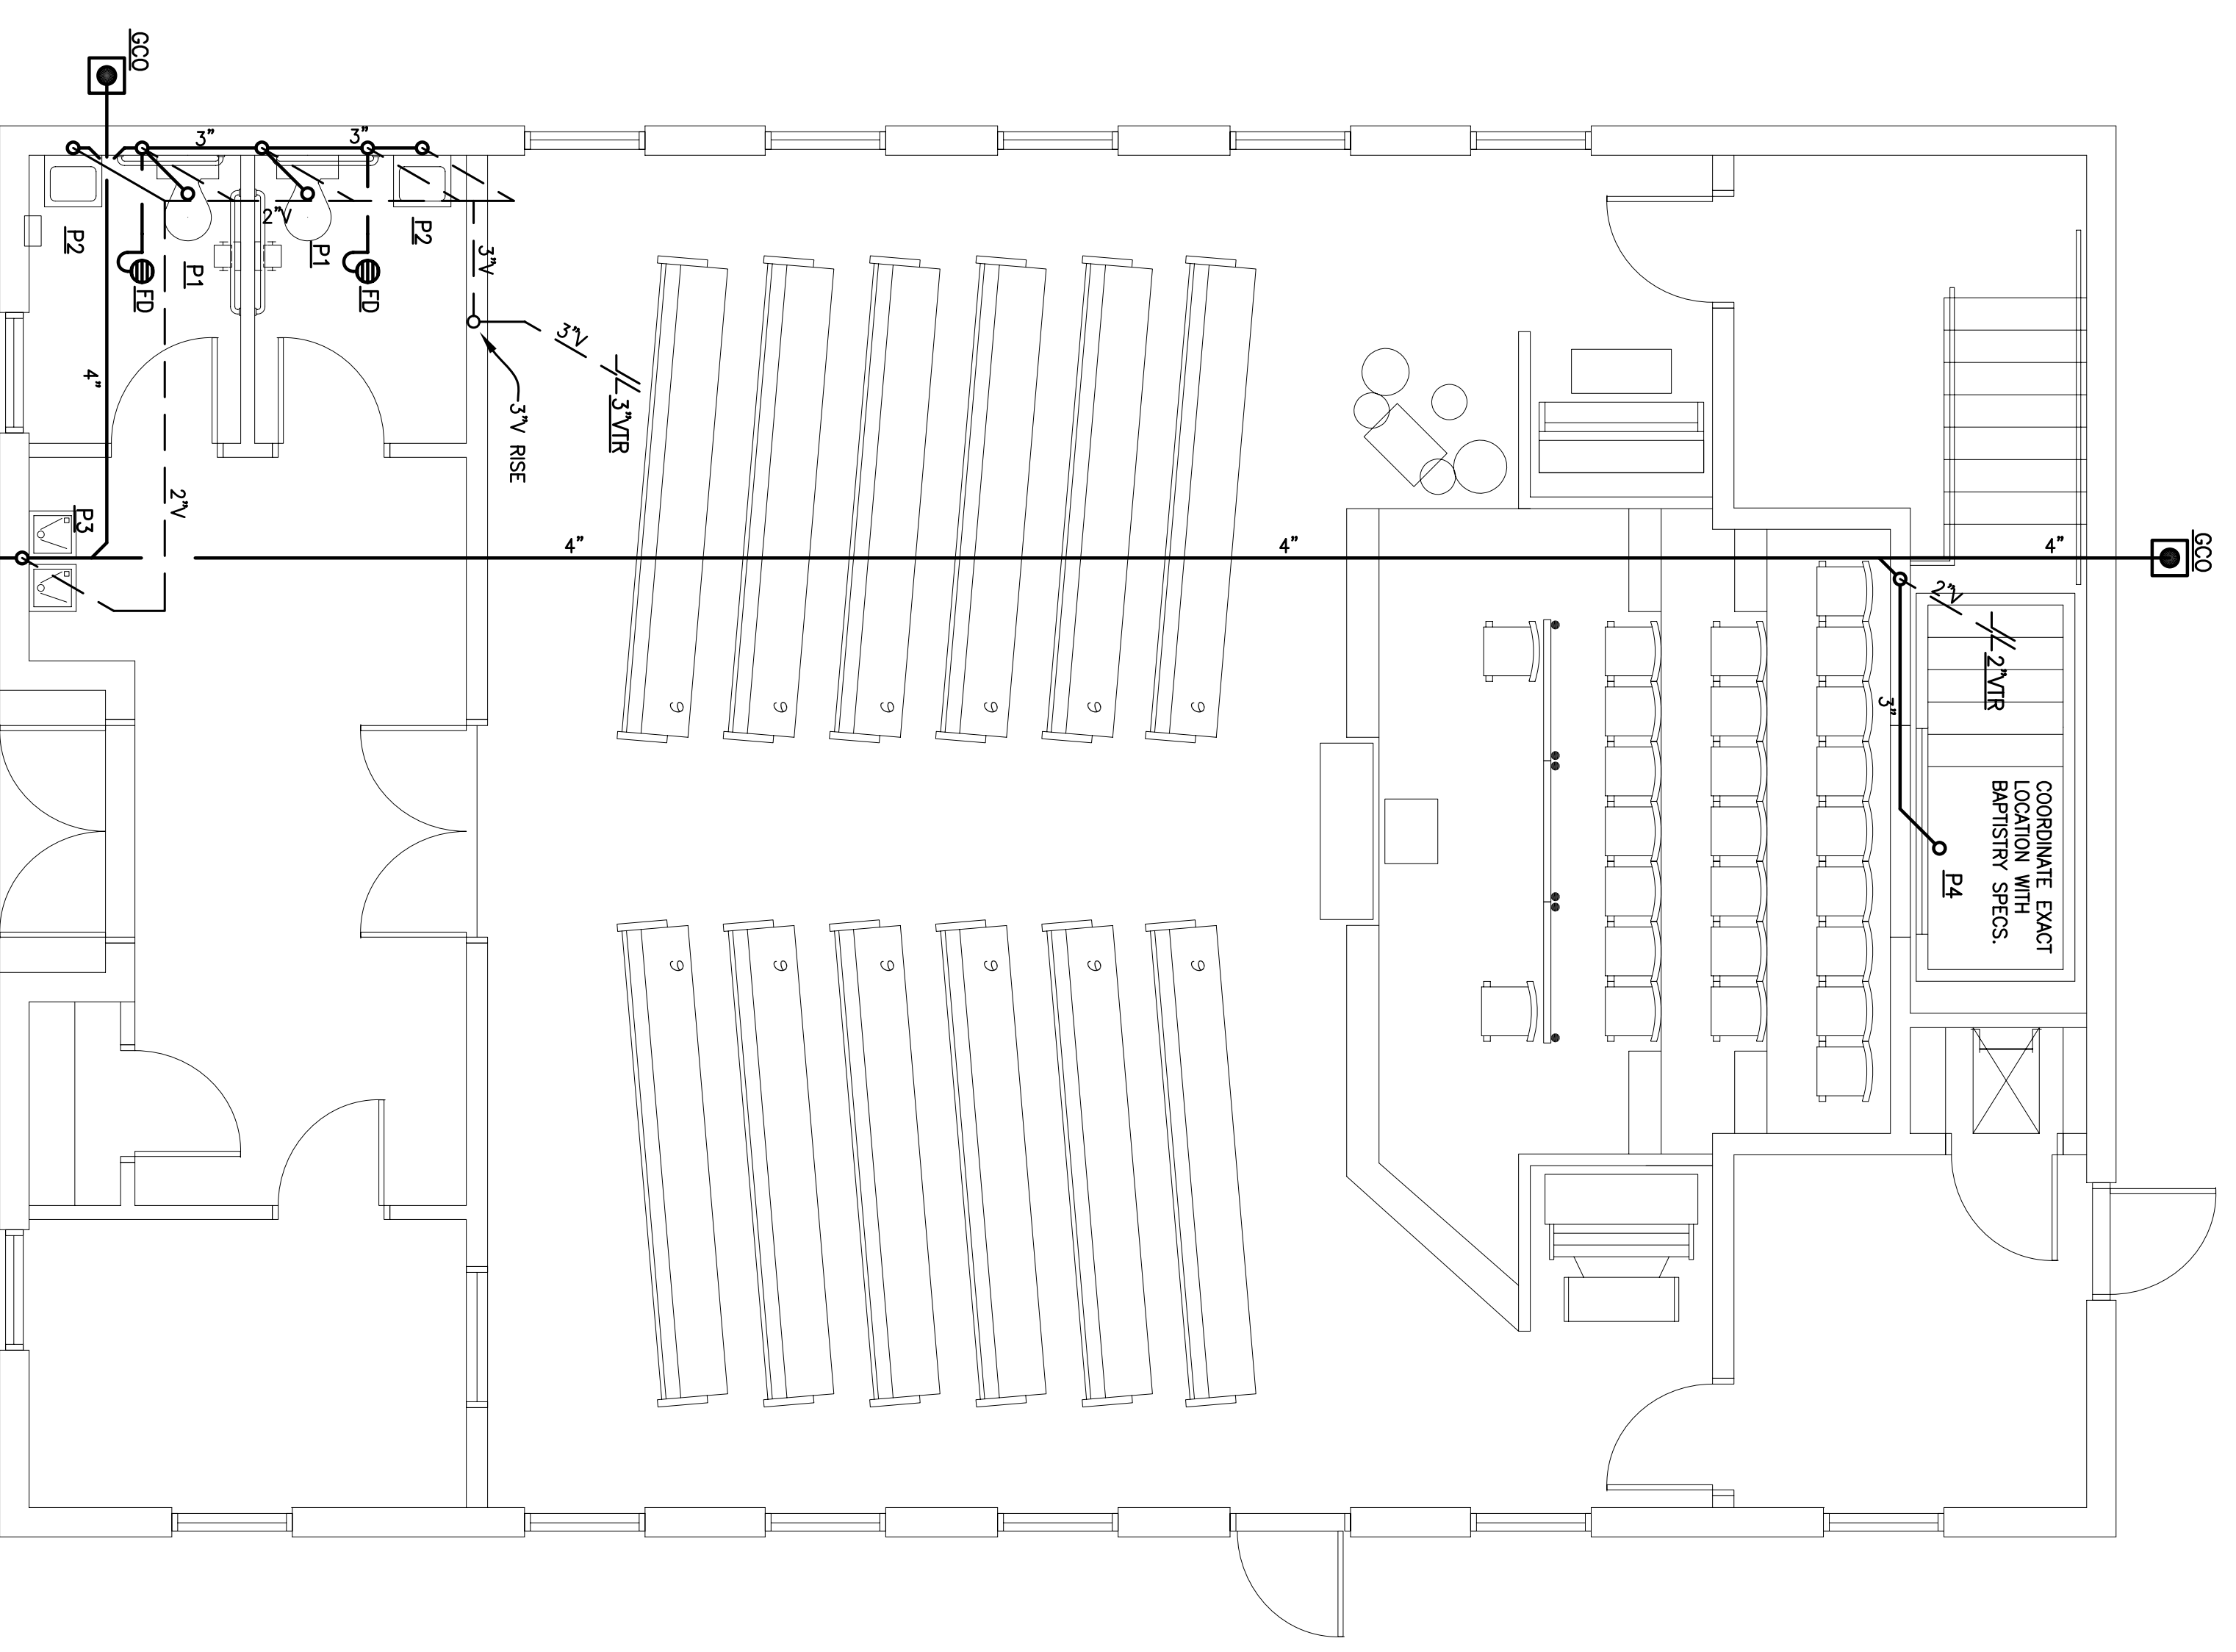 GCO
3"
3"
P2
FD
P1
2"V
P1
FD
P2
3"V
3"V
3"VTR
3"V RISE
4"
2"V
P3
4"
4"
4"
GCO
2"V
2"VTR
3"
COORDINATE EXACT
LOCATION WITH
BAPTISTRY SPECS.
P4
9
9
9
9
9
9
9
9
9
9
9
9